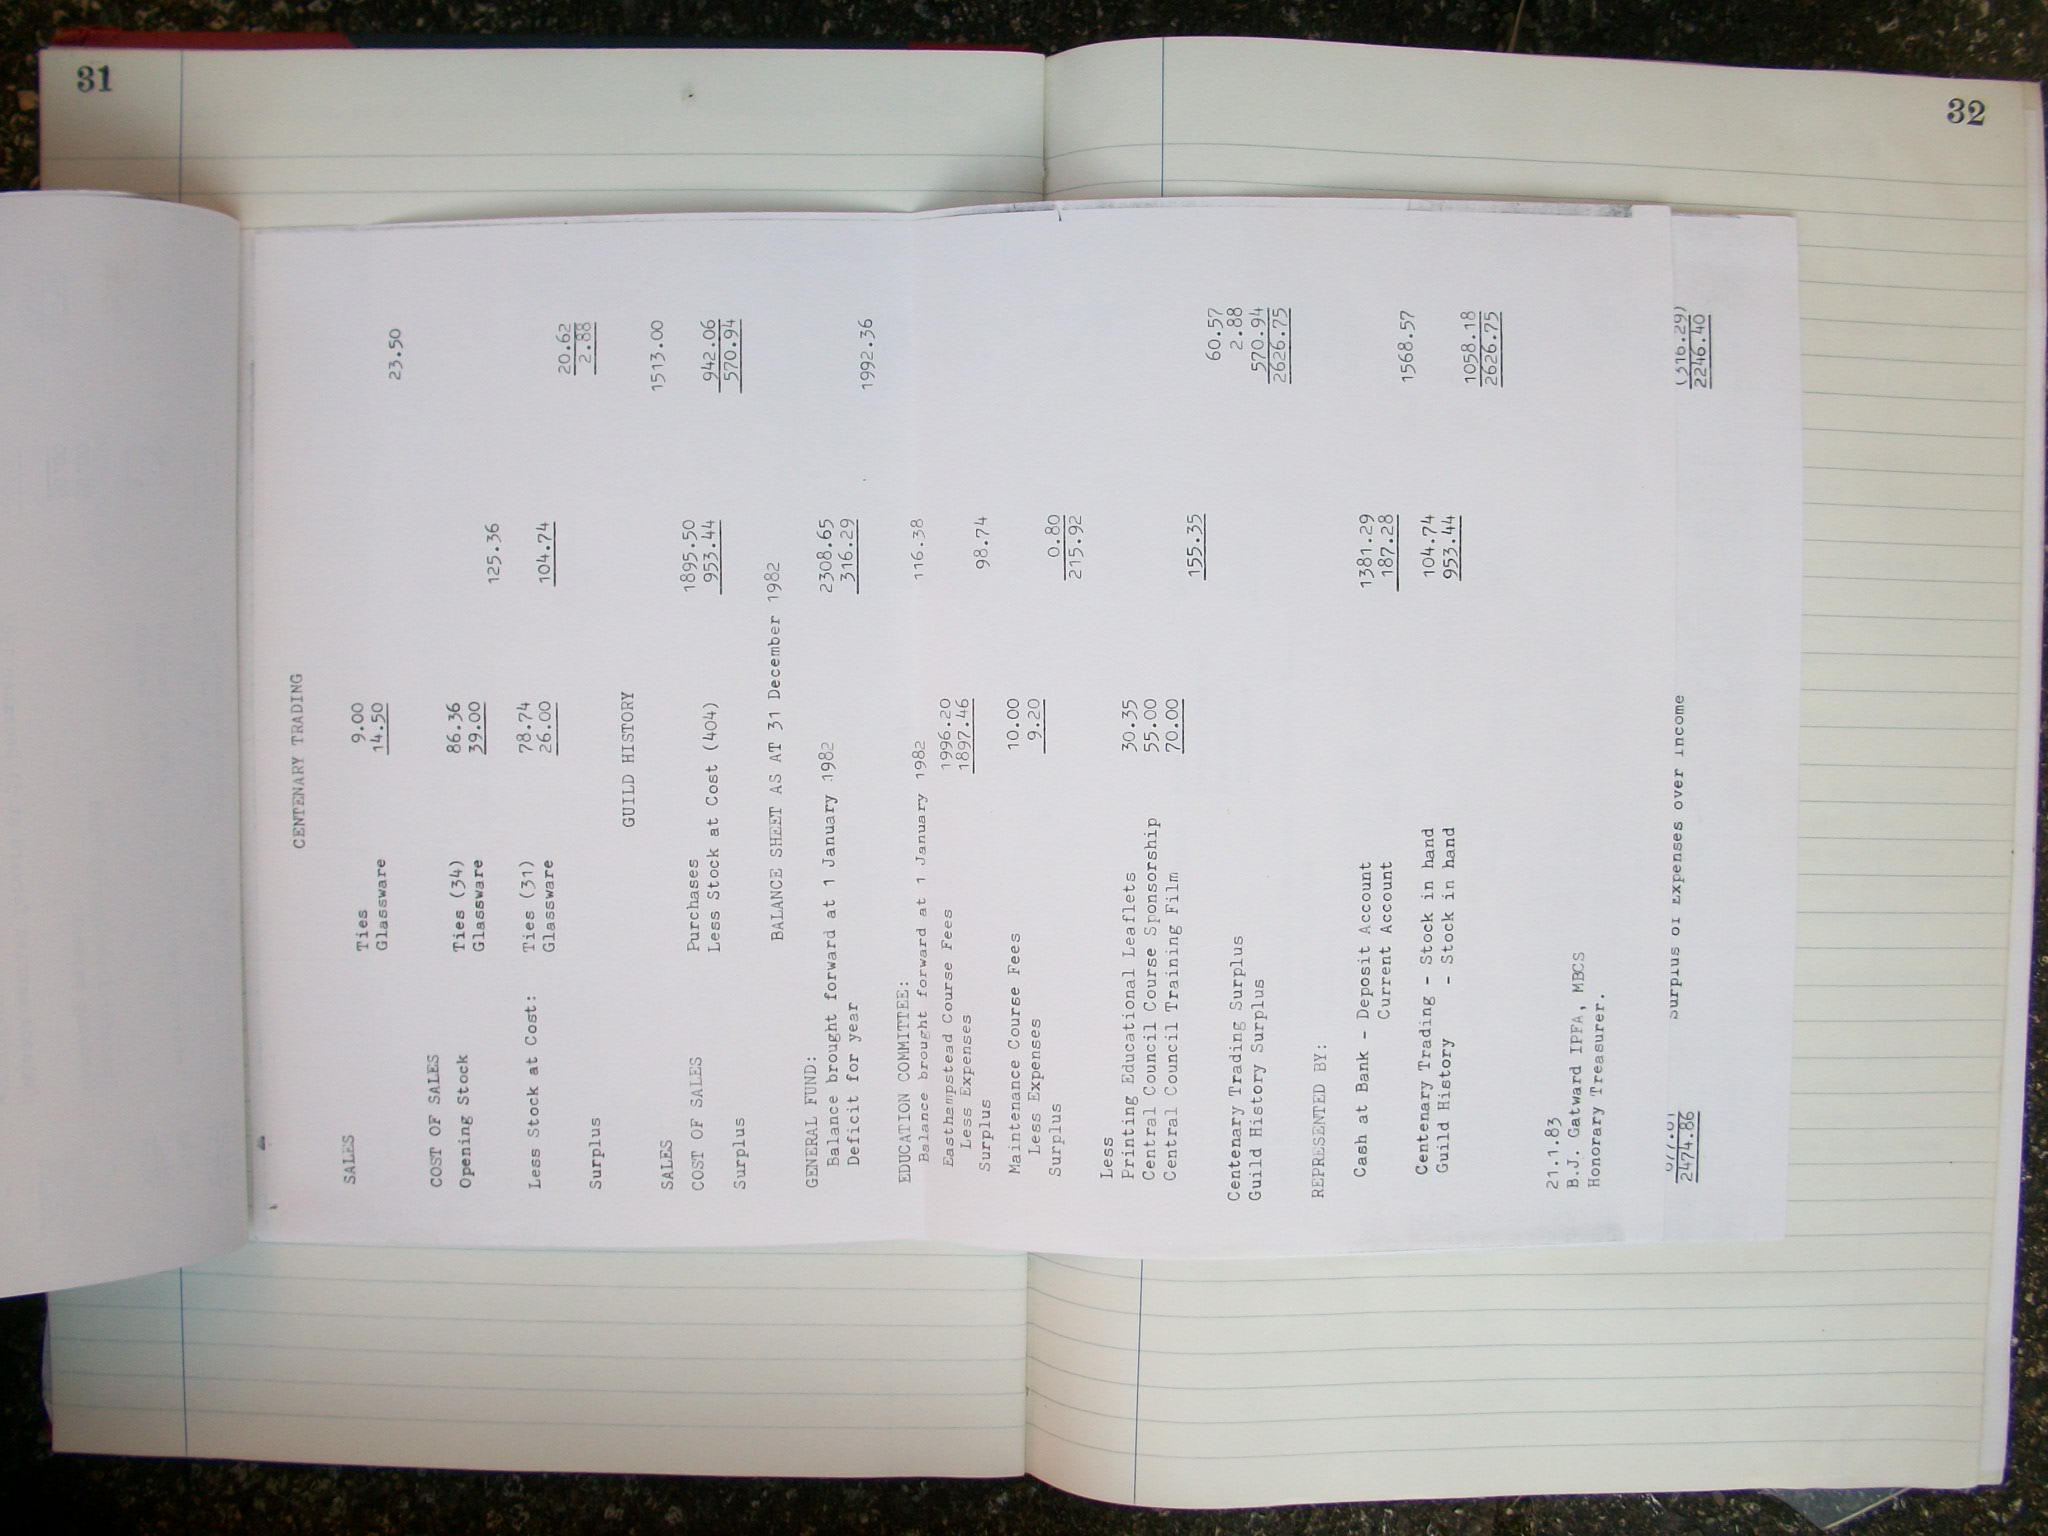 31
32
CENTENARY TRADING
SALES
Ties 9.00
Glassware 14.50
23.50
COST OF SALES
Opening Stock Ties (34) 86.36
Glassware 39.00
125.36
Less Stock at Cost: Ties (31) 78.74
Glassware 26.00 104.74
20.62
Surplus 2.88
GUILD HISTORY
SALES 1513.00
COST OF SALES Purchases 1895.50
Less Stock at Cost (404) 953.44 942.06
Surplus 570.94
BALANCE SHEET AS AT 31 December 1982
GENERAL FUND:
Balance brought forward at 1 January 1982 2308.65
Deficit for year 316.29
1992.36
EDUCATION COMMITTEE:
Balance brought forward at 1 January 1982 116.38
Easthampstead Course Fees 1996.20
Less Expenses 1897.46
Surplus 98.74
Maintenance Course Fees 10.00
Less Expenses 9.20
Surplus 0.80
215.92
Less
Printing Educational Leaflets 30.35
Central Council Course Sponsorship 55.00
Central Council Training Film 70.00
155.35
60.57
Centenary Trading Surplus 2.88
Guild History Surplus 570.94
2626.75
REPRESENTED BY:
Cash at Bank - Deposit Account 1381.29
Current Account 187.28
1568.57
Centenary Trading - Stock in hand 104.74
Guild History - Stock in hand 953.44
1058.18
2626.75
21.1.83
B.J. Gatward IPFA, MBCS
Honorary Treasurer.
Surplus of Expenses over income (316.29)
2474.86 2246.40